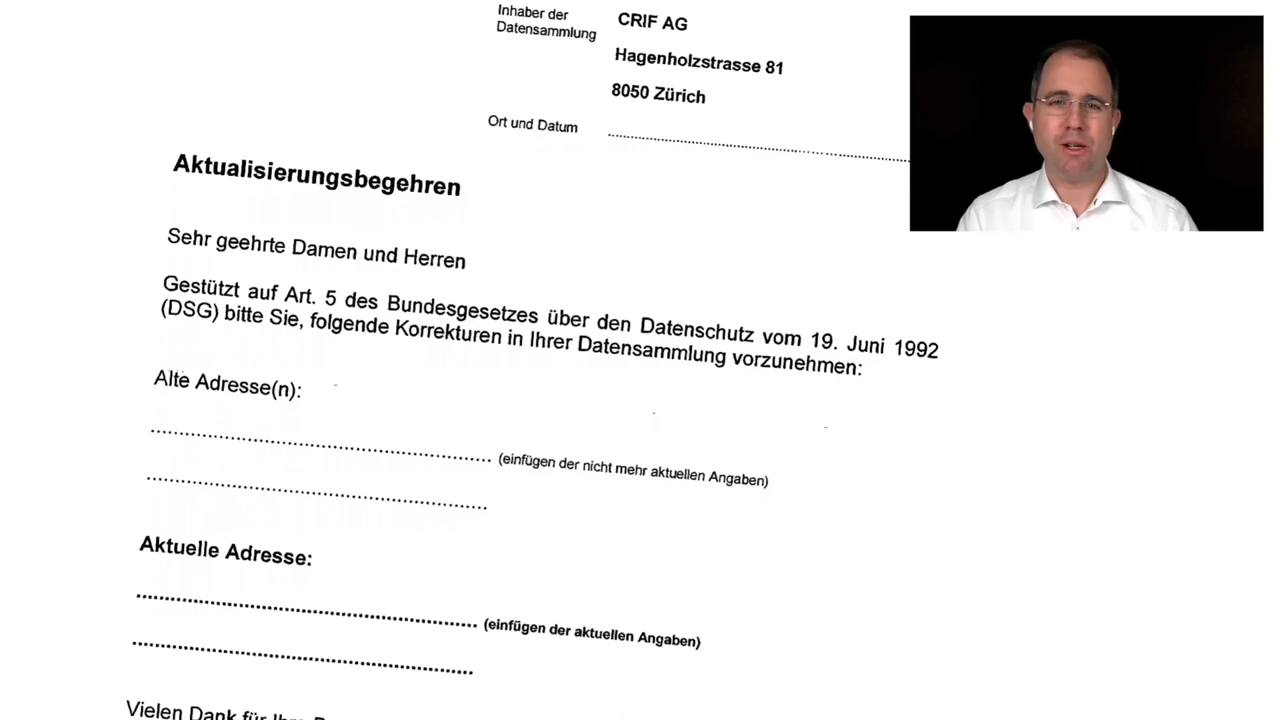 Inhaber der
Datensammlung
CRIF AG
Hagenholzstrasse 81
8050 Zürich
Ort und Datum
Aktualisierungsbegehren
Sehr geehrte Damen und Herren
Gestützt auf Art. 5 des Bundesgesetzes über den Datenschutz vom 19. Juni 1992
(DSG) bitte Sie, folgende Korrekturen in Ihrer Datensammlung vorzunehmen:
Alte Adresse(n):
(einfügen der nicht mehr aktuellen Angaben)
Aktuelle Adresse:
(einfügen der aktuellen Angaben)
Vielen Dank für